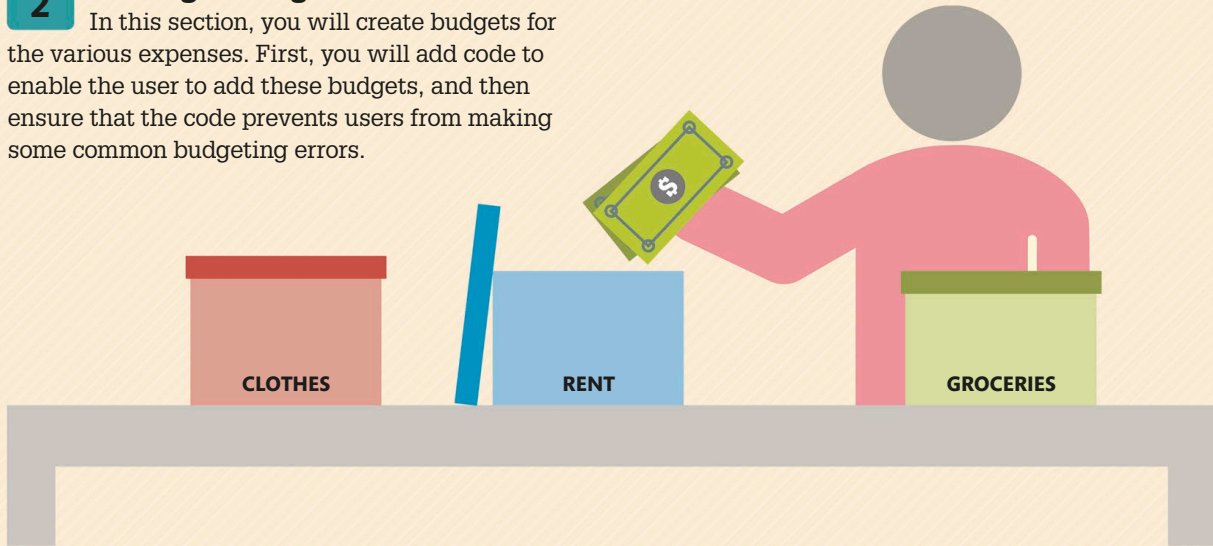 2
In this section, you will create budgets for
the various expenses. First, you will add code to
enable the user to add these budgets, and then
ensure that the code prevents users from making
some common budgeting errors.
$
CLOTHES
RENT
GROCERIES